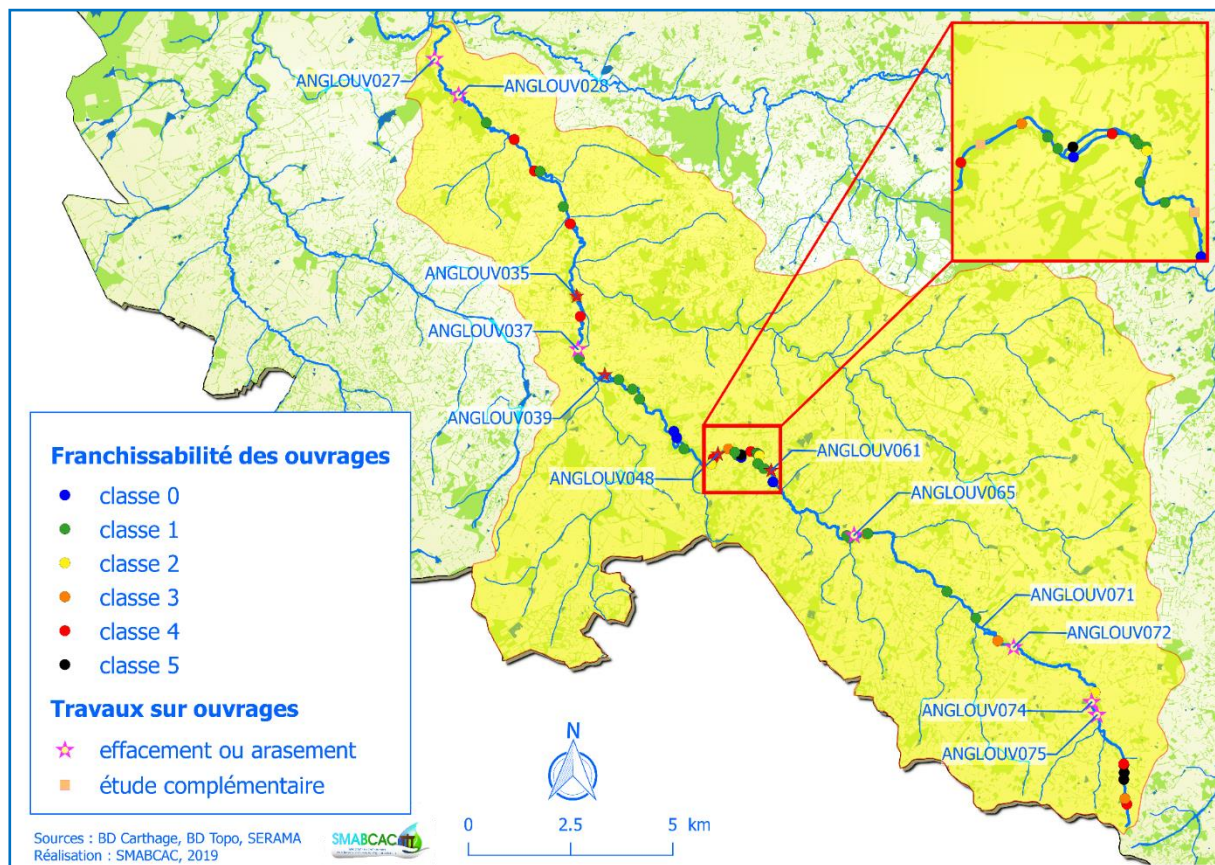 ANGLOUV027
ANGLOUV028
ANGLOUV035
ANGLOUV037
ANGLOUV039
ANGLOUV048
ANGLOUV061
ANGLOUV065
ANGLOUV071
ANGLOUV072
ANGLOUV074
ANGLOUV075
Franchissabilité des ouvrages
classe 0
classe 1
classe 2
classe 3
classe 4
classe 5
Travaux sur ouvrages
effacement ou arasement
étude complémentaire
Sources : BD Carthage, BD Topo, SERAMA
Réalisation : SMABCAC, 2019
SMABCAC
N
0 2.5 5 km